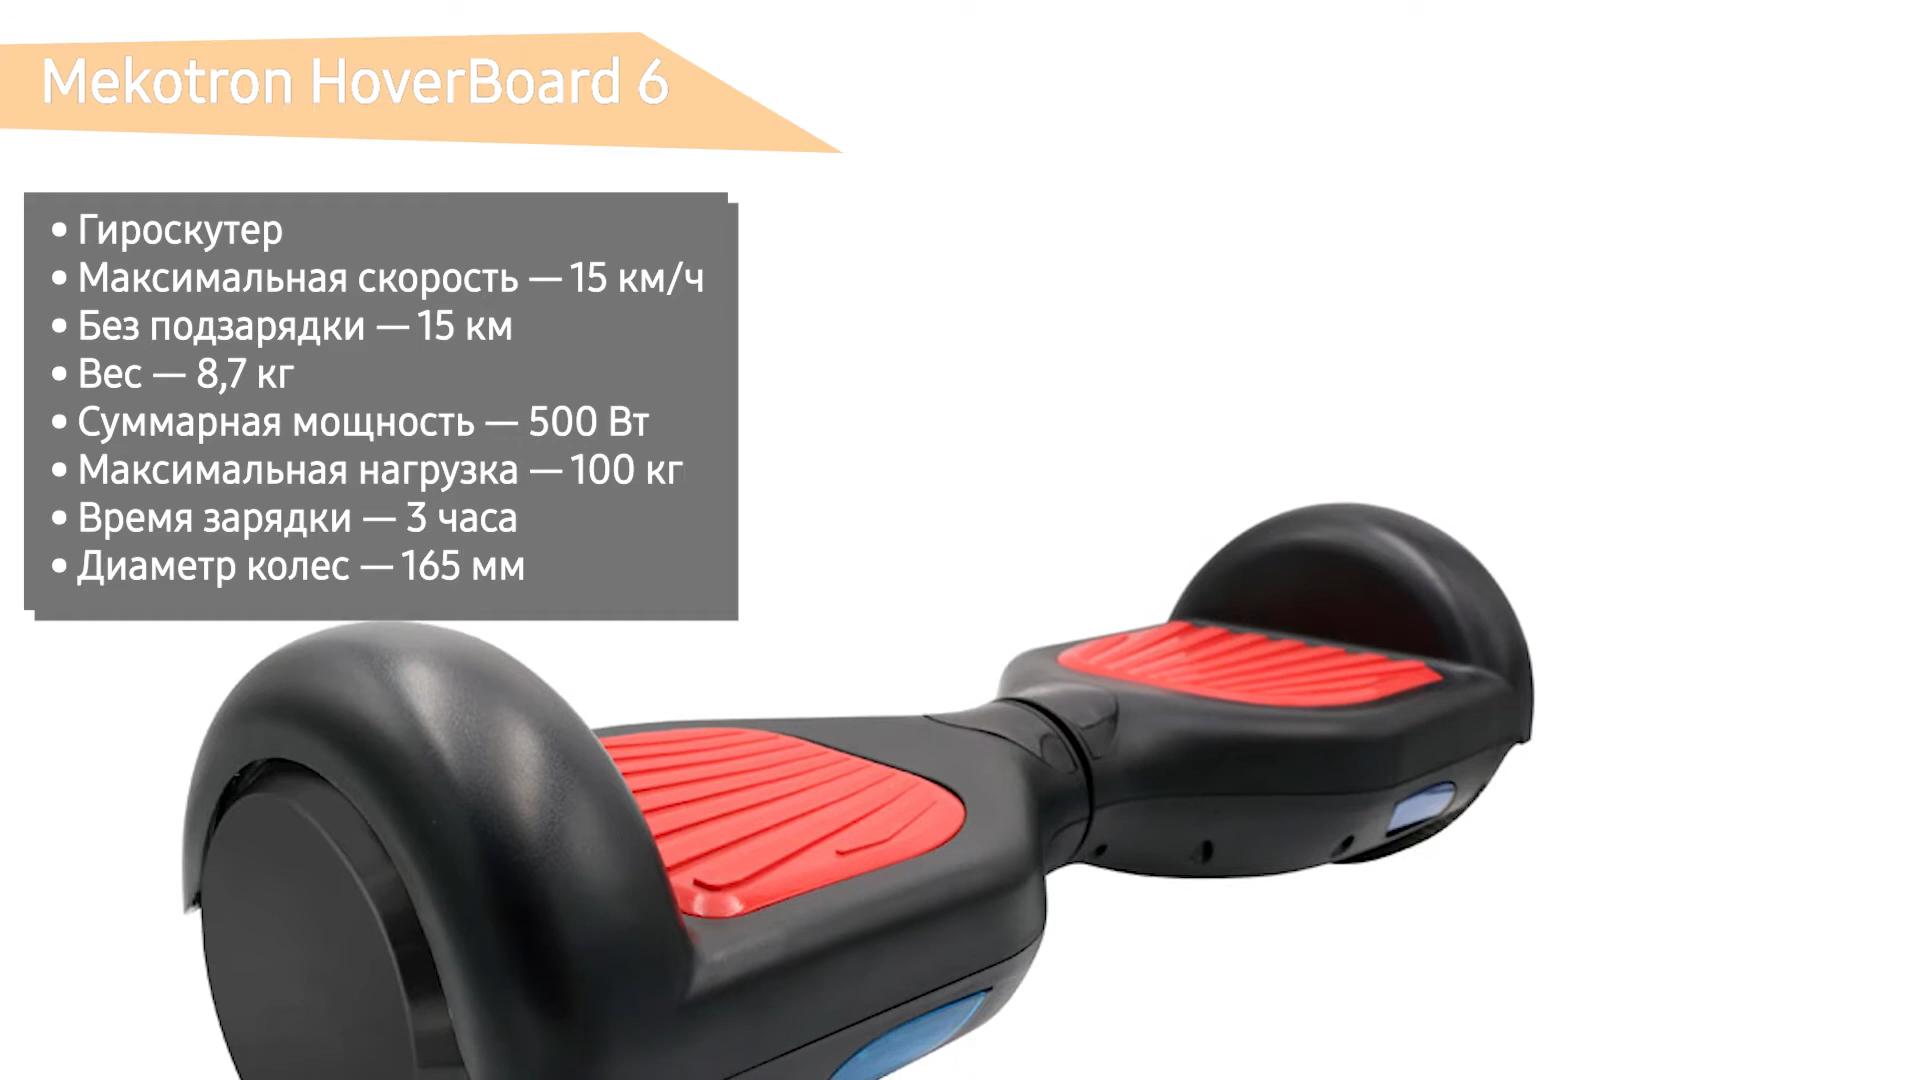 Mekotron HoverBoard 6
• Гироскутер
• Максимальная скорость — 15 км/ч
• Без подзарядки — 15 км
• Вес — 8,7 кг
• Суммарная мощность — 500 Вт
• Максимальная нагрузка — 100 кг
• Время зарядки — 3 часа
• Диаметр колес — 165 мм